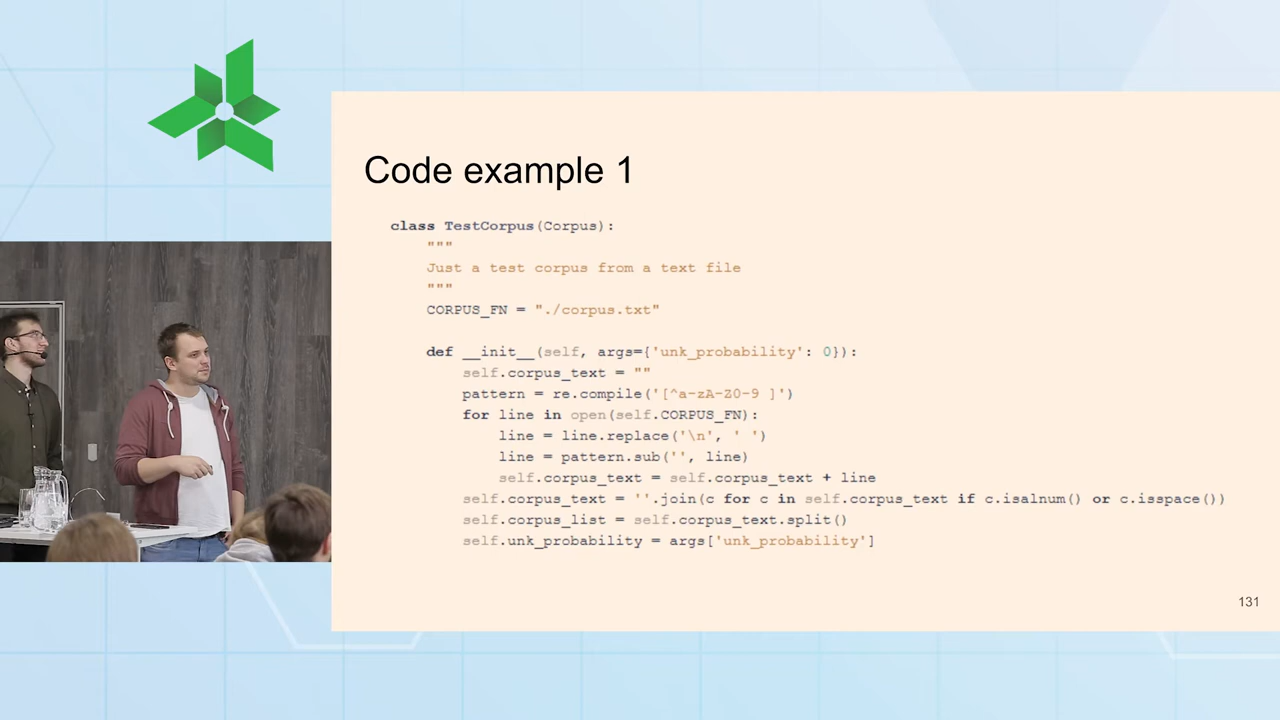 Code example 1
class TestCorpus(Corpus):
"""
Just a test corpus from a text file
"""
CORPUS_FN = "./corpus.txt"
def __init__(self, args={'unk_probability': 0}):
self.corpus_text = ""
pattern = re.compile('[^a-zA-Z0-9 ]')
for line in open(self.CORPUS_FN):
line = line.replace('\n', ' ')
line = pattern.sub('', line)
self.corpus_text = self.corpus_text + line
self.corpus_text = ''.join(c for c in self.corpus_text if c.isalnum() or c.isspace())
self.corpus_list = self.corpus_text.split()
self.unk_probability = args['unk_probability']
131